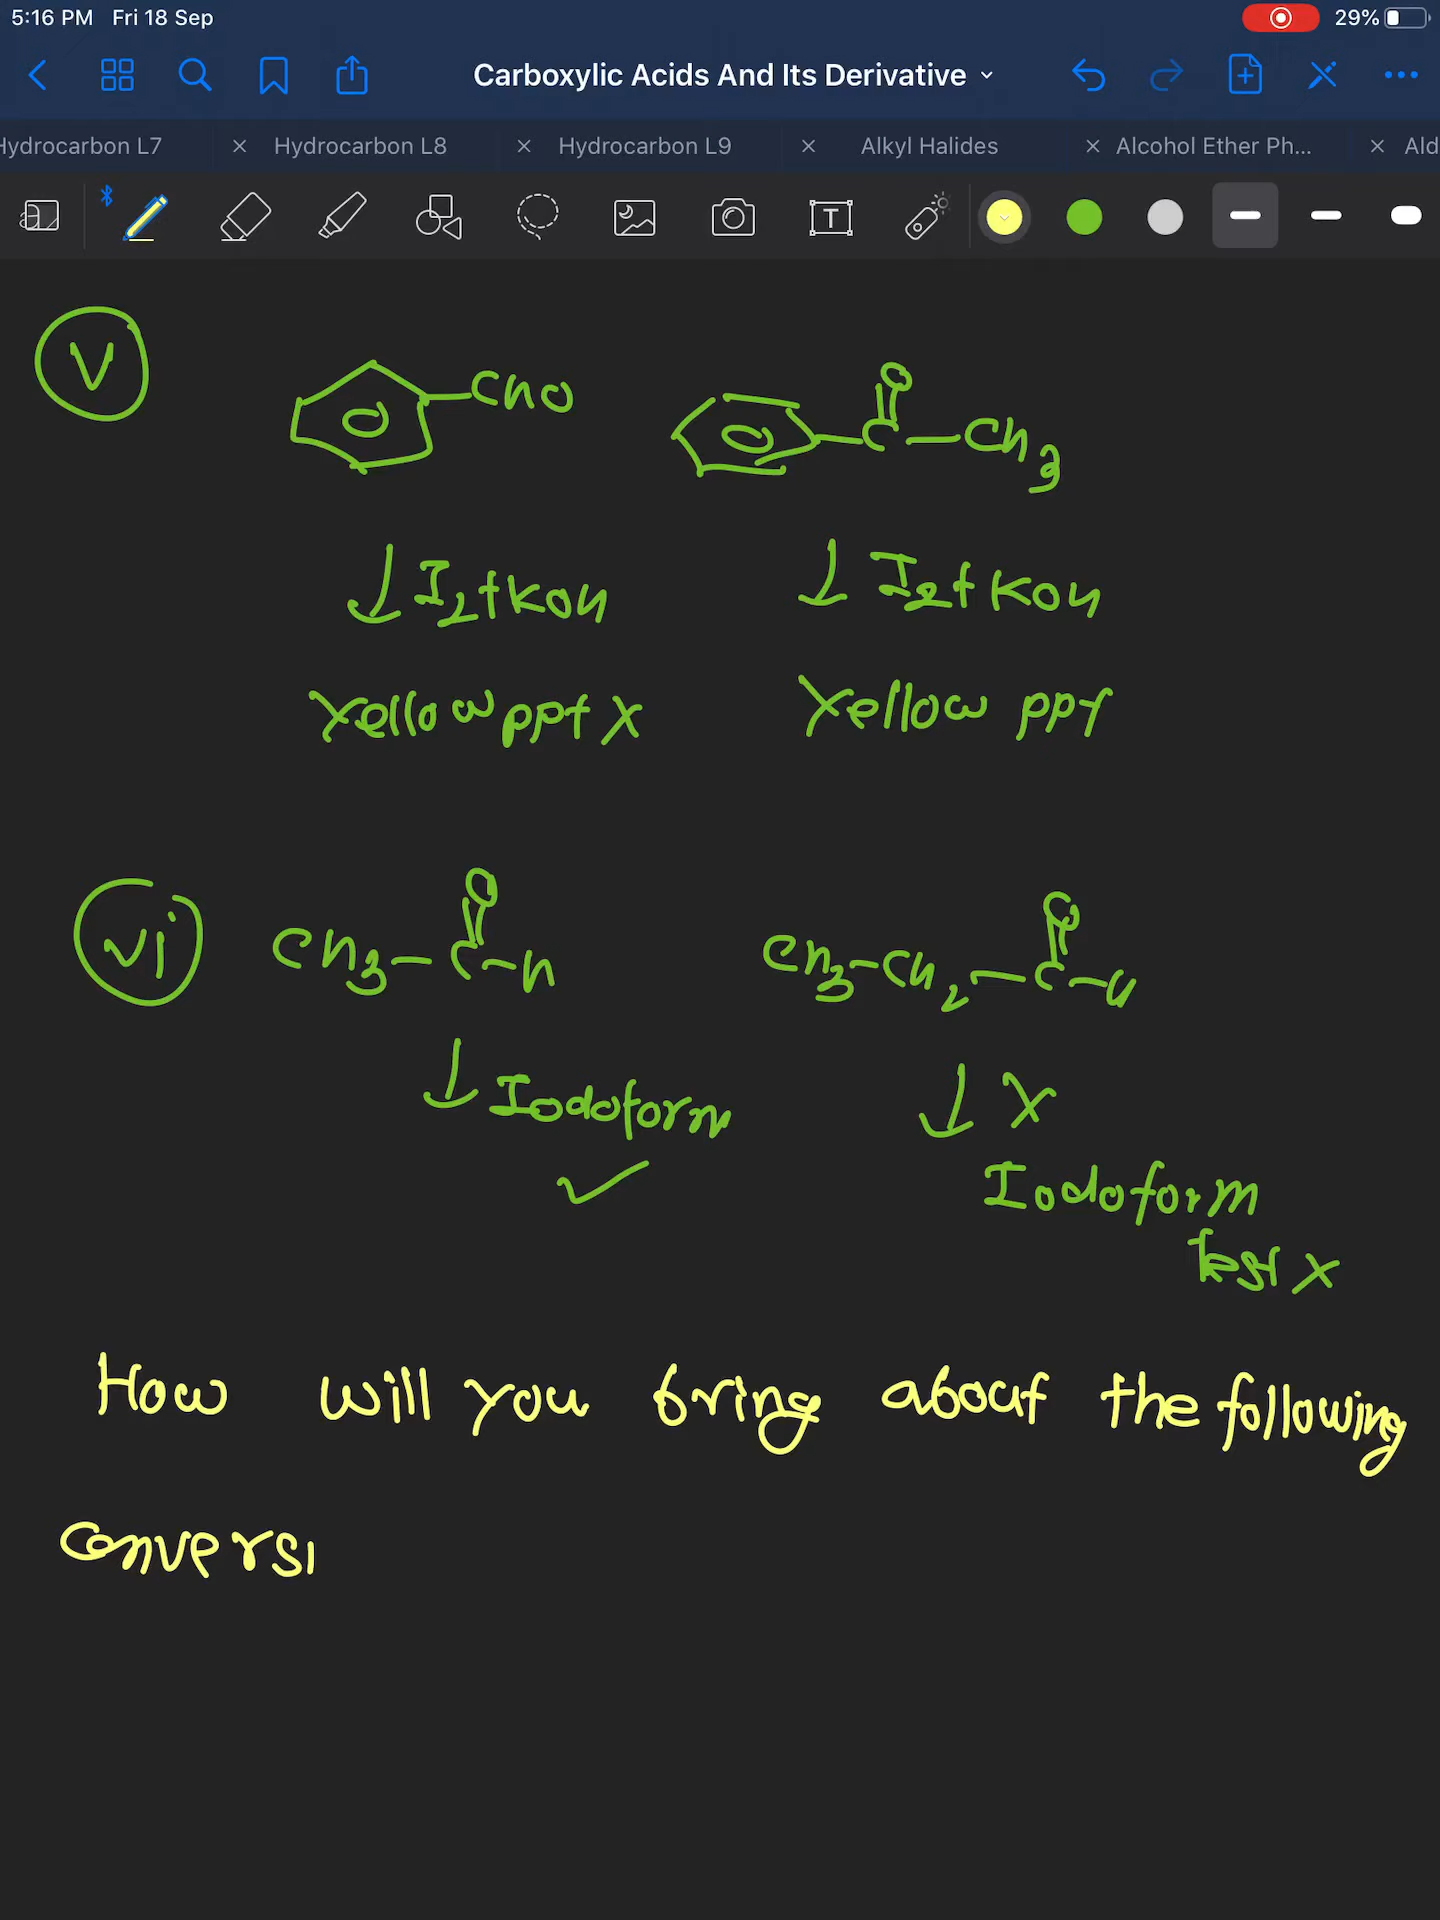 5:16 PM Fri 18 Sep 29%
Carboxylic Acids And Its Derivative
Hydrocarbon L7 × Hydrocarbon L8 × Hydrocarbon L9 × Alkyl Halides × Alcohol Ether Ph... × Ald
a T
V
CHO O C CH3
↓ I2+KOH ↓ I2+KOH
Yellow ppt X Yellow ppt
vi
CH3-C-H O CH3-CH2-C-H O
↓ Iodoform ✓ ↓ X
Iodoform
test X
How will you bring about the following
conversi